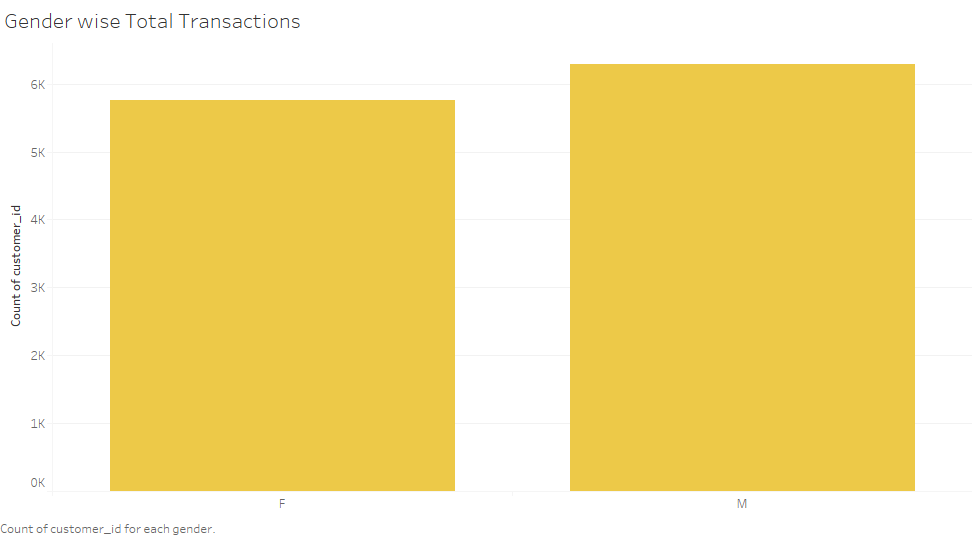 Gender wise Total Transactions
6K
5K
4K
3K
2K
1K
0K
Count of customer_id
F
M
Count of customer_id for each gender.